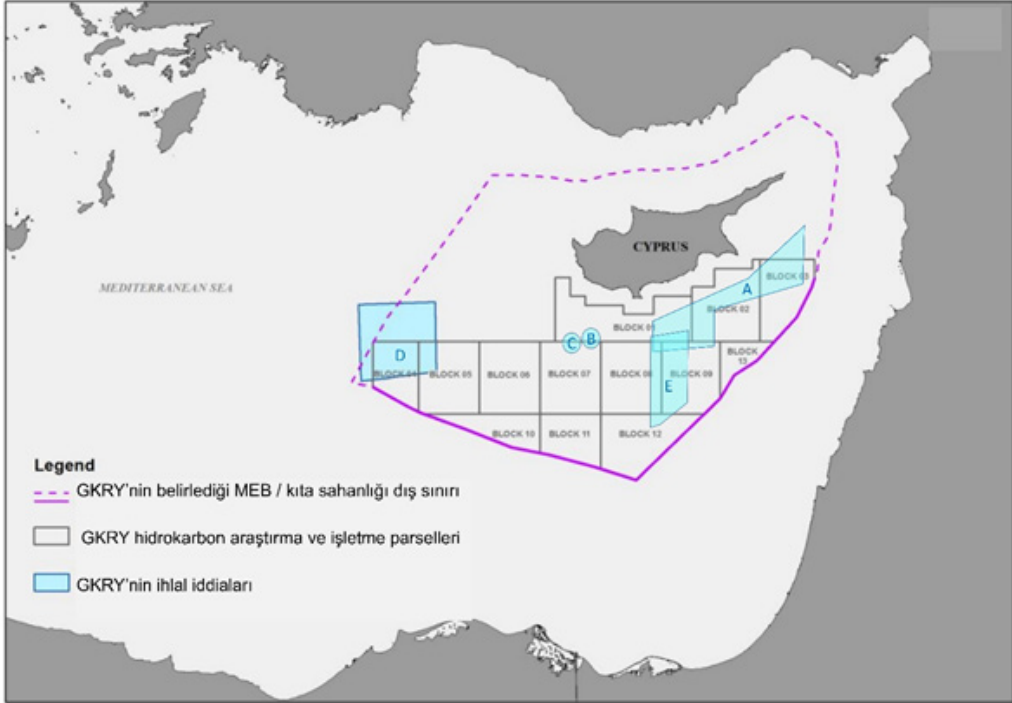 CYPRUS
MEDITERRANEAN SEA
BLOCK 03
A
BLOCK 02
BLOCK 01
C
B
D
BLOCK 04
BLOCK 05
BLOCK 06
BLOCK 07
BLOCK 08
BLOCK 09
BLOCK
13
E
BLOCK 10
BLOCK 11
BLOCK 12
Legend
GKRY'nin belirlediği MEB / kıta sahanlığı dış sınırı
GKRY hidrokarbon araştırma ve işletme parselleri
GKRY'nin ihlal iddiaları